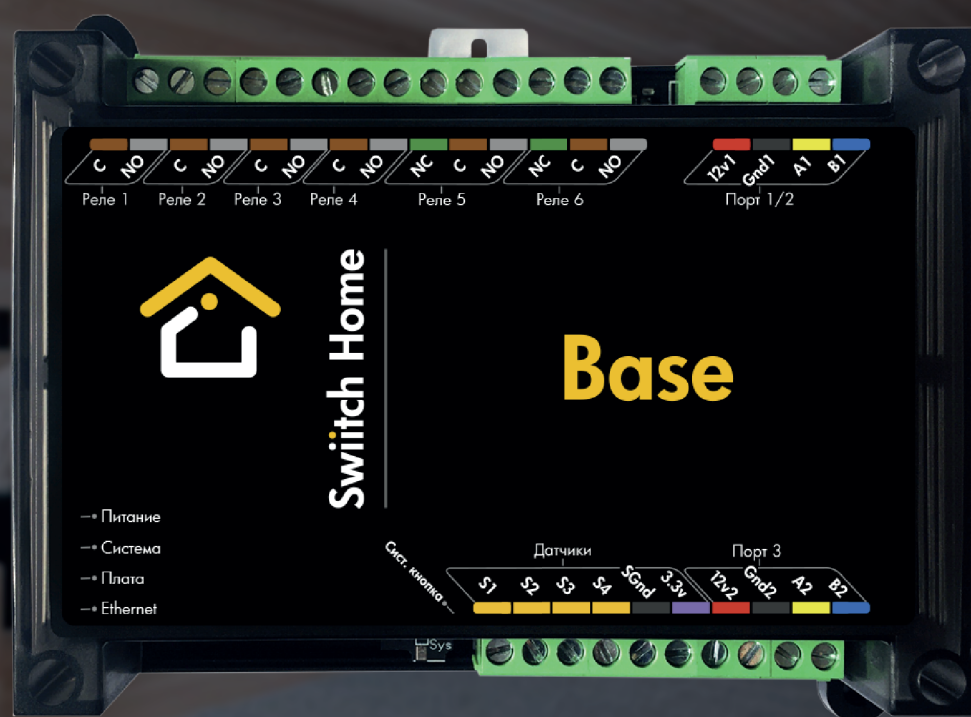 C NO C NO C NO C NO NC C NO NC C NO
12v1 Gnd1 A1 B1
Реле 1 Реле 2 Реле 3 Реле 4 Реле 5 Реле 6
Порт 1/2
Swiitch Home
Base
Питание
Система
Плата
Ethernet
Сист. кнопка
Датчики
Порт 3
S1 S2 S3 S4 SGnd 3.3v 12v2 Gnd2 A2 B2
Sys